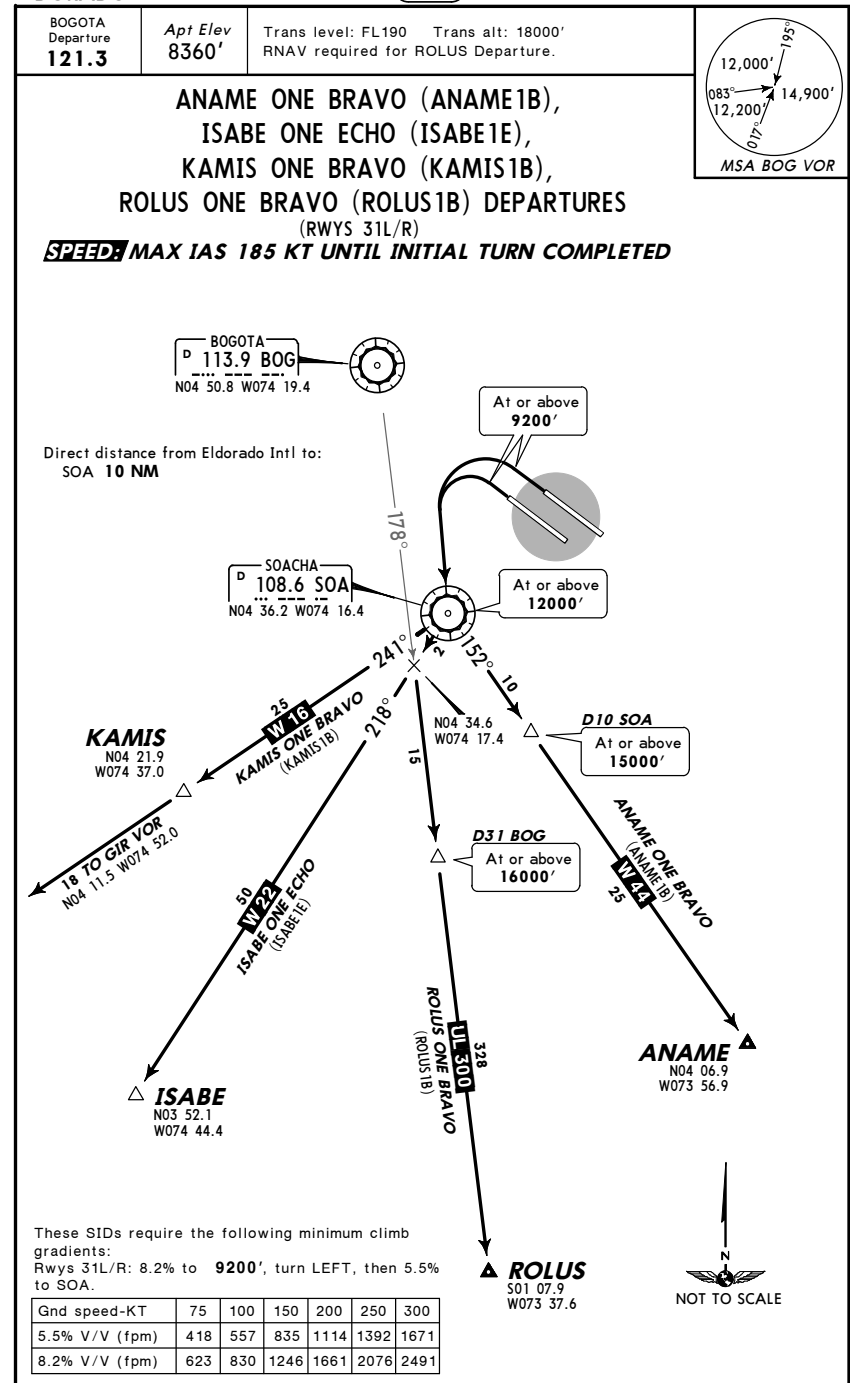 BOGOTA
Departure
121.3
Apt Elev
8360'
Trans level: FL190 Trans alt: 18000'
RNAV required for ROLUS Departure.
195°
12,000'
083°
14,900'
12,200'
017°
MSA BOG VOR
ANAME ONE BRAVO (ANAME1B),
ISABE ONE ECHO (ISABE1E),
KAMIS ONE BRAVO (KAMIS1B),
ROLUS ONE BRAVO (ROLUS1B) DEPARTURES
(RWYS 31L/R)
SPEED: MAX IAS 185 KT UNTIL INITIAL TURN COMPLETED
BOGOTA
D 113.9 BOG
N04 50.8 W074 19.4
At or above
9200'
Direct distance from Eldorado Intl to:
SOA 10 NM
178°
SOACHA
D 108.6 SOA
N04 36.2 W074 16.4
At or above
12000'
241°
2
152°
10
25
W 16
KAMIS ONE BRAVO
(KAMIS1B)
218°
N04 34.6
W074 17.4
D10 SOA
At or above
15000'
KAMIS
N04 21.9
W074 37.0
15
18 TO GIR VOR
N04 11.5 W074 52.0
D31 BOG
At or above
16000'
ANAME ONE BRAVO
(ANAME1B)
W 44
25
50
W 22
ISABE ONE ECHO
(ISABE1E)
ROLUS ONE BRAVO
(ROLUS1B)
UL 300
328
ANAME
N04 06.9
W073 56.9
ISABE
N03 52.1
W074 44.4
These SIDs require the following minimum climb
gradients:
Rwys 31L/R: 8.2% to 9200', turn LEFT, then 5.5%
to SOA.
ROLUS
S01 07.9
W073 37.6
N
NOT TO SCALE
Gnd speed-KT 75 100 150 200 250 300
5.5% V/V (fpm) 418 557 835 1114 1392 1671
8.2% V/V (fpm) 623 830 1246 1661 2076 2491